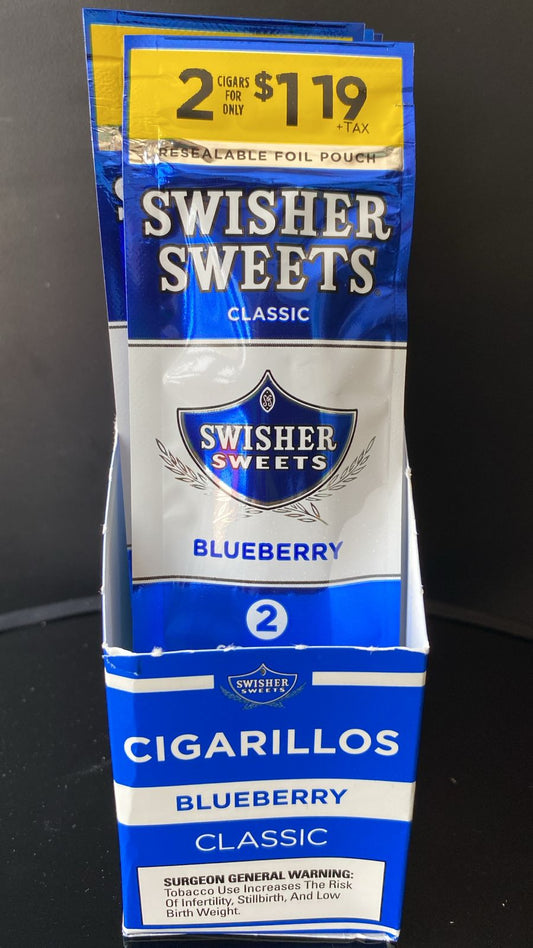 2 CIGARS FOR ONLY $1 19
+TAX
RESEALABLE FOIL POUCH
SWISHER
SWEETS
CLASSIC
SWISHER
SWEETS
BLUEBERRY
2
SWISHER
SWEETS
CIGARILLOS
BLUEBERRY
CLASSIC
SURGEON GENERAL WARNING:
Tobacco Use Increases The Risk
Of Infertility, Stillbirth, And Low
Birth Weight.